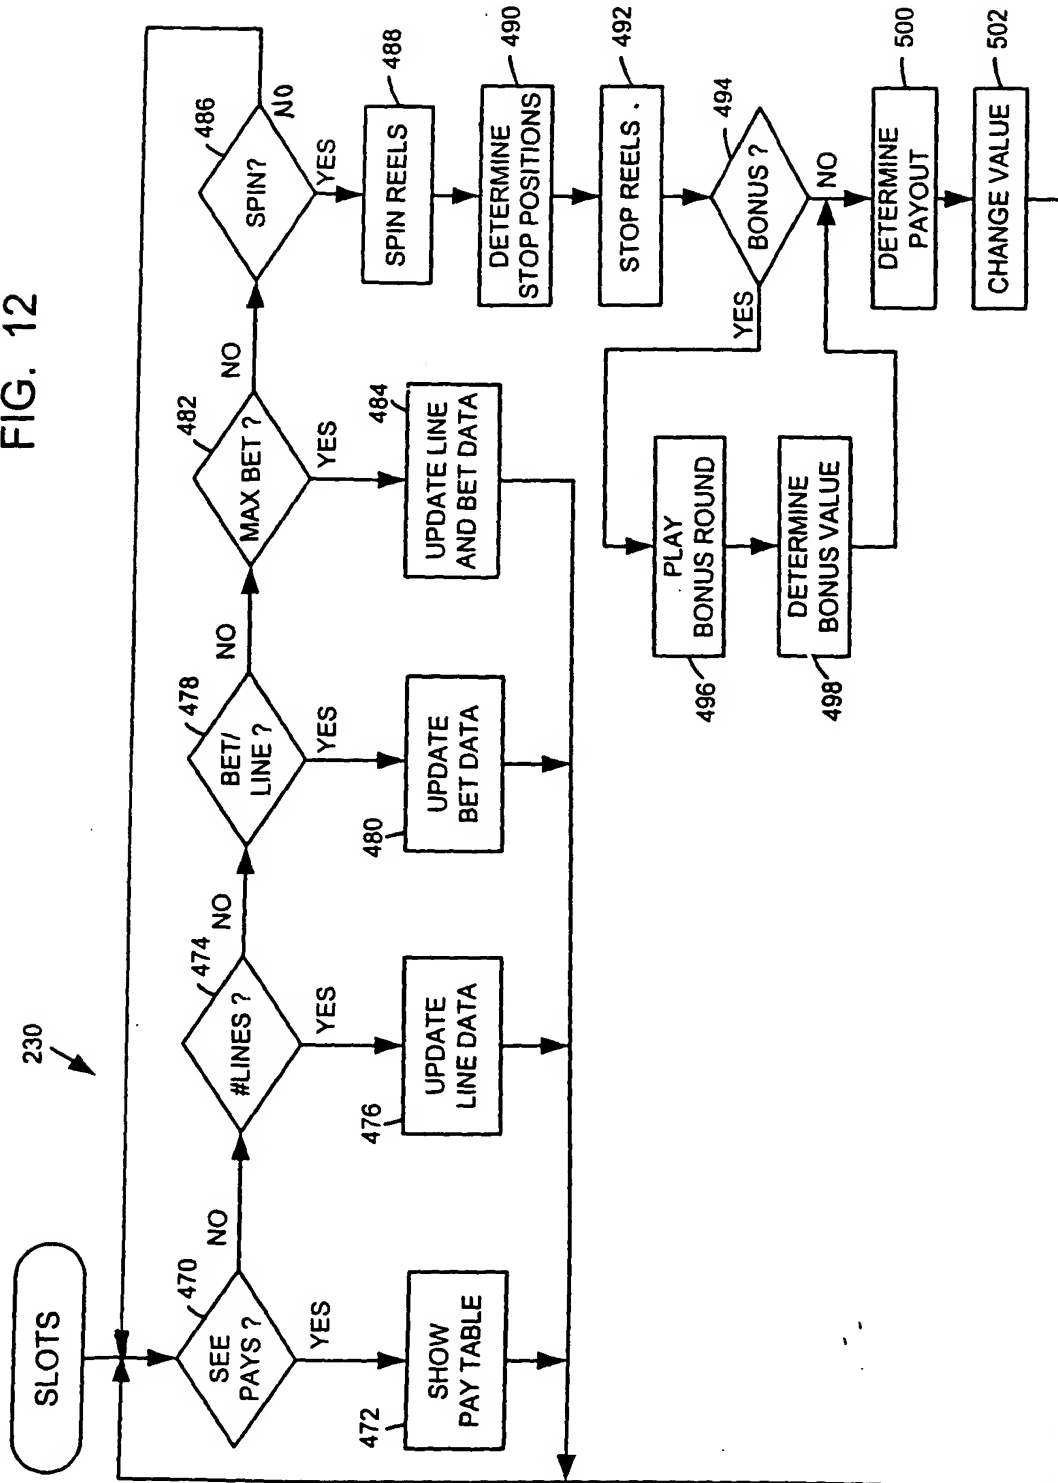 FIG. 12
230
SLOTS
470
SEE
PAYS ?
NO
YES
472
SHOW
PAY TABLE
474
#LINES ?
NO
YES
476
UPDATE
LINE DATA
478
BET/
LINE ?
NO
YES
480
UPDATE
BET DATA
482
MAX BET ?
NO
YES
484
UPDATE LINE
AND BET DATA
486
SPIN?
NO
YES
488
SPIN REELS
490
DETERMINE
STOP POSITIONS
492
STOP REELS .
494
BONUS ?
YES
NO
496
PLAY
BONUS ROUND
498
DETERMINE
BONUS VALUE
500
DETERMINE
PAYOUT
502
CHANGE VALUE